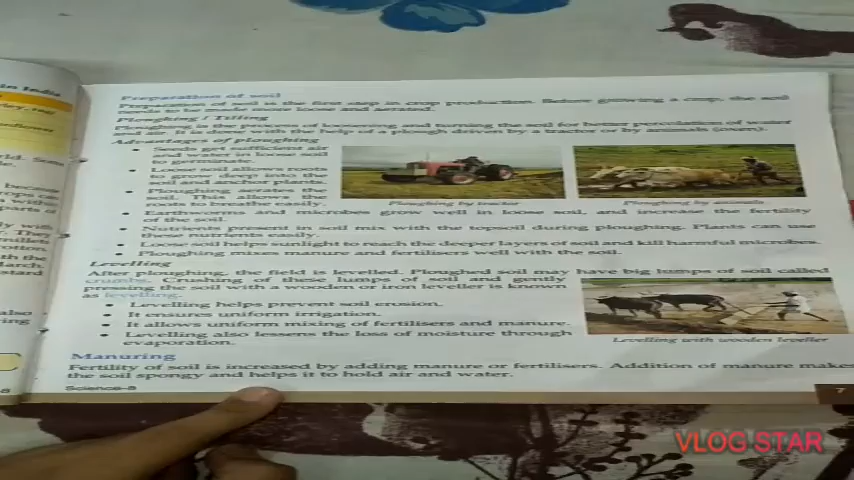 in India
Preparation of soil
Preparation of soil is the first step in crop production. Before growing a crop, the soil
needs to be made more loose and aerated.
Ploughing / Tilling
Ploughing is the process of loosening and turning the soil for better percolation of water
and air. It is done with the help of a plough driven by a tractor or by animals (oxen).
Advantages of ploughing
• Seeds get sufficient air
and water in loose soil
to germinate.
• Loose soil allows roots
to grow deep into the
soil and anchor plants.
• Ploughing aerates the
soil. This allows the
roots to breathe easily.
Ploughing by tractor
Ploughing by animals
• Earthworms and microbes grow well in loose soil, and increase the fertility
of the soil.
• Nutrients present in soil mix with the topsoil during ploughing. Plants can use
these nutrients easily.
• Loose soil helps sunlight to reach the deeper layers of soil and kill harmful microbes.
• Ploughing mixes manure and fertilisers well with the soil.
Levelling
After ploughing, the field is levelled. Ploughed soil may have big lumps of soil called
crumbs. Crushing of these lumps of soil and gently
pressing the soil with a wooden or iron leveller is known
as levelling.
• Levelling helps prevent soil erosion.
• It ensures uniform irrigation.
• It allows uniform mixing of fertilisers and manure.
• Levelling also lessens the loss of moisture through
evaporation.
Levelling with wooden leveller
Manuring
Fertility of soil is increased by adding manure or fertilisers. Addition of manure makes
the soil spongy and helps it to hold air and water.
Science-8
7
VLOG STAR